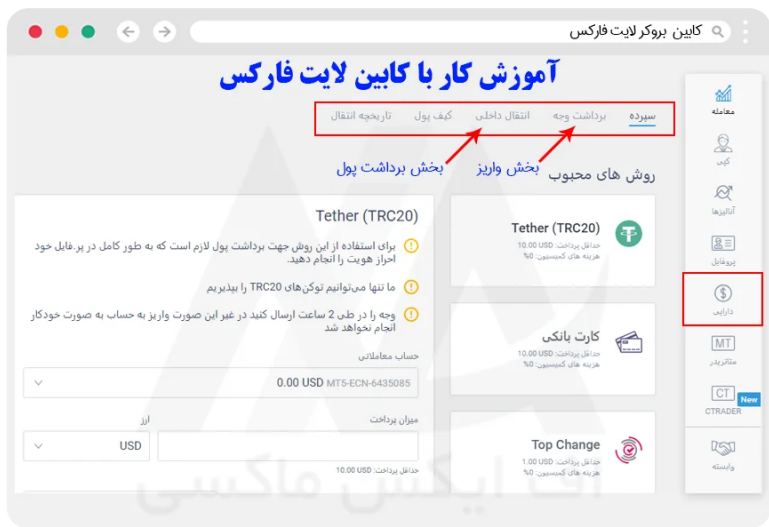 کابین بروکر لایت فارکس
آموزش کار با کابین لایت فارکس
سپرده
برداشت وجه
انتقال داخلی
کیف پول
تاریخچه انتقال
بخش واریز
بخش برداشت پول
روش های محبوب
Tether (TRC20)
حداقل پرداخت: 10.00 USD
هزینه های کمیسیون: 0%
کارت بانکی
حداقل پرداخت: 10.00 USD
هزینه های کمیسیون: 0%
Top Change
حداقل پرداخت: 1.00 USD
هزینه های کمیسیون: 0%
Tether (TRC20)
برای استفاده از این روش جهت برداشت پول لازم است که به طور کامل در پر.فایل خود
احراز هویت را انجام دهید.
ما تنها می‌توانیم توکن‌های TRC20 را بپذیریم
وجه را در طی 2 ساعت ارسال کنید در غیر این صورت واریز به حساب به صورت خودکار
انجام نخواهد شد
حساب معاملاتی
0.00 USD MT5-ECN-6435085
میزان پرداخت
ارز
USD
حداقل پرداخت: 10.00 USD
معامله
کپی
آنالیزها
پروفایل
دارایی
MT
متاتریدر
CT
New
CTRADER
وابسته
اف ایکس ماکسی